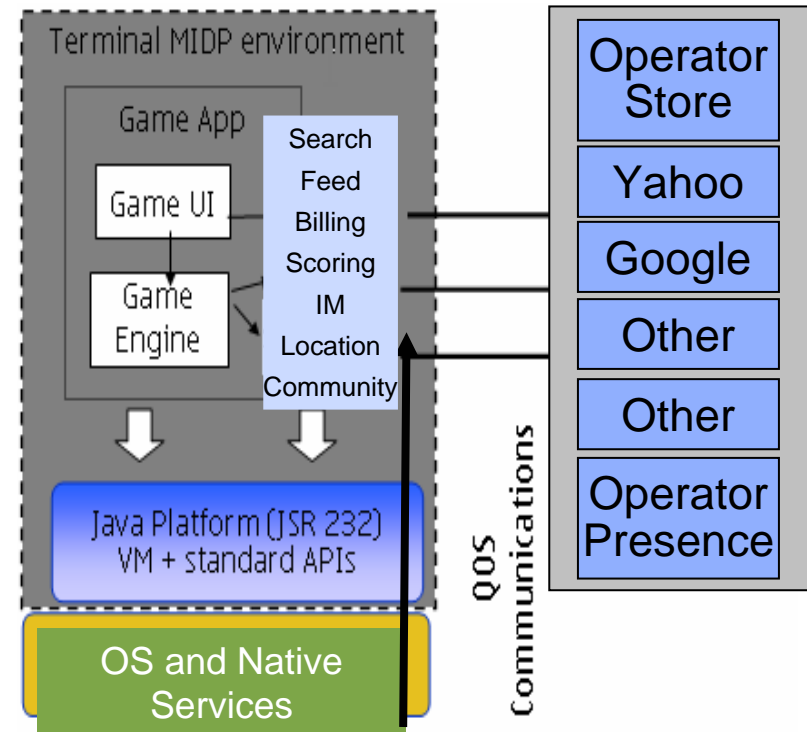 Terminal MIDP environment
Game App
Game UI
Game
Engine
Search
Feed
Billing
Scoring
IM
Location
Community
Java Platform (JSR 232)
VM + standard APIs
OS and Native
Services
QOS
Communications
Operator
Store
Yahoo
Google
Other
Other
Operator
Presence